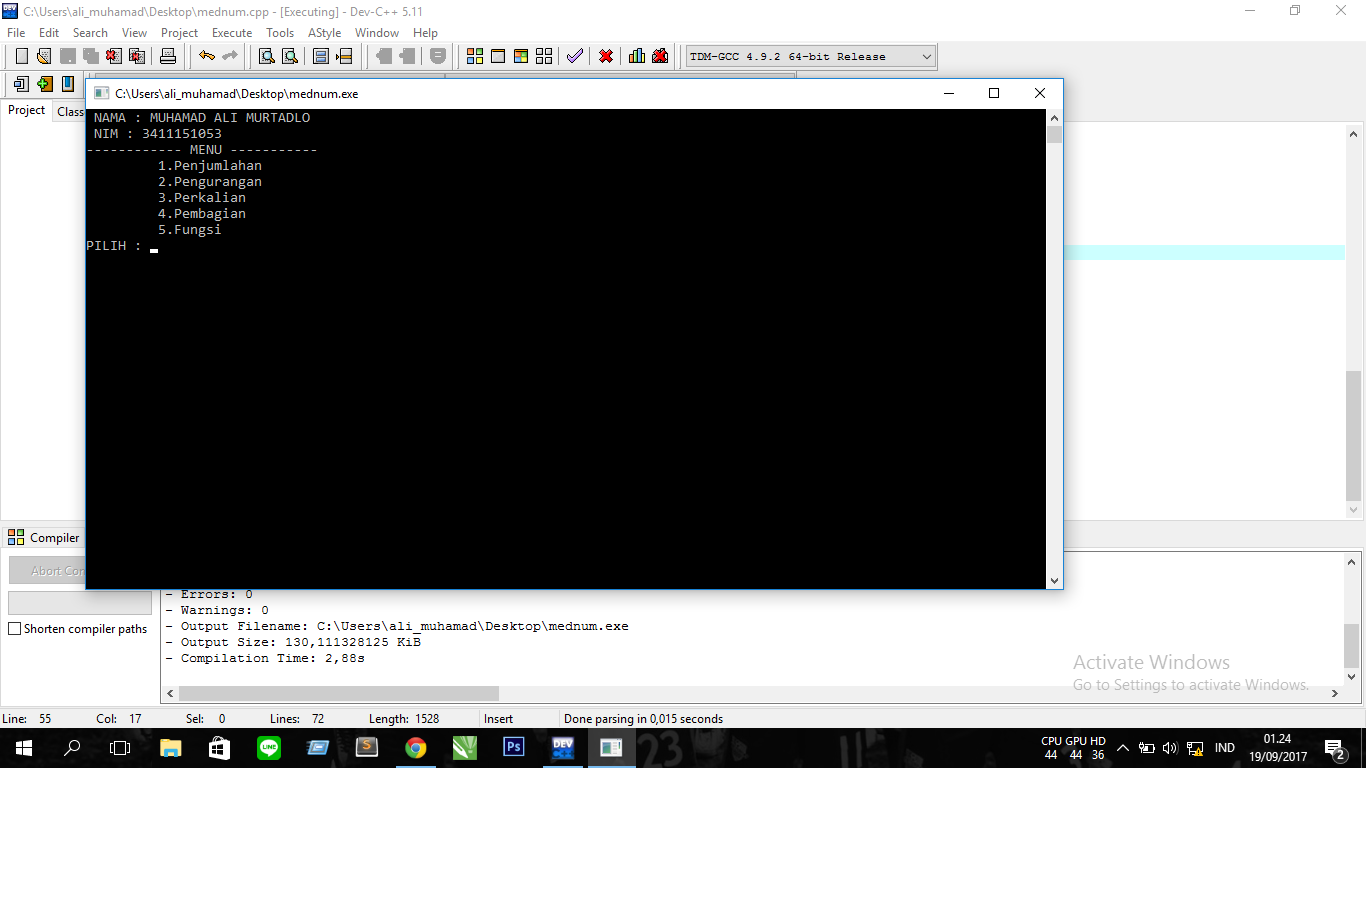 C:\Users\ali_muhamad\Desktop\mednum.cpp - [Executing] - Dev-C++ 5.11
File Edit Search View Project Execute Tools AStyle Window Help
TDM-GCC 4.9.2 64-bit Release
Project Class
C:\Users\ali_muhamad\Desktop\mednum.exe
NAMA : MUHAMAD ALI MURTADLO
NIM : 3411151053
------------ MENU -----------
1.Penjumlahan
2.Pengurangan
3.Perkalian
4.Pembagian
5.Fungsi
PILIH :
Compiler
Abort Con
Shorten compiler paths
- Errors: 0
- Warnings: 0
- Output Filename: C:\Users\ali_muhamad\Desktop\mednum.exe
- Output Size: 130,111328125 KiB
- Compilation Time: 2,88s
Activate Windows
Go to Settings to activate Windows.
Line: 55 Col: 17 Sel: 0 Lines: 72 Length: 1528 Insert Done parsing in 0,015 seconds
LINE S Ps DEV 23
CPU GPU HD
44 44 36
IND
01.24
19/09/2017
2